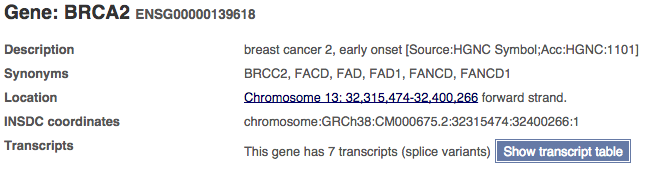 Gene: BRCA2 ENSG00000139618
Description breast cancer 2, early onset [Source:HGNC Symbol;Acc:HGNC:1101]
Synonyms BRCC2, FACD, FAD, FAD1, FANCD, FANCD1
Location Chromosome 13: 32,315,474-32,400,266 forward strand.
INSDC coordinates chromosome:GRCh38:CM000675.2:32315474:32400266:1
Transcripts This gene has 7 transcripts (splice variants) Show transcript table